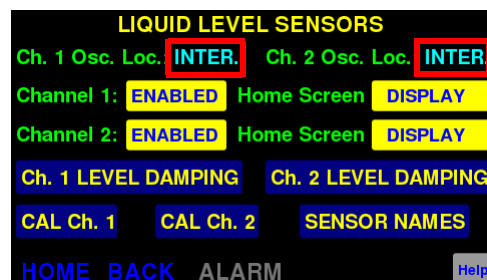 LIQUID LEVEL SENSORS
Ch. 1 Osc. Loc.: INTER. Ch. 2 Osc. Loc. INTER.
Channel 1: ENABLED Home Screen DISPLAY
Channel 2: ENABLED Home Screen DISPLAY
Ch. 1 LEVEL DAMPING Ch. 2 LEVEL DAMPING
CAL Ch. 1 CAL Ch. 2 SENSOR NAMES
HOME BACK ALARM Help